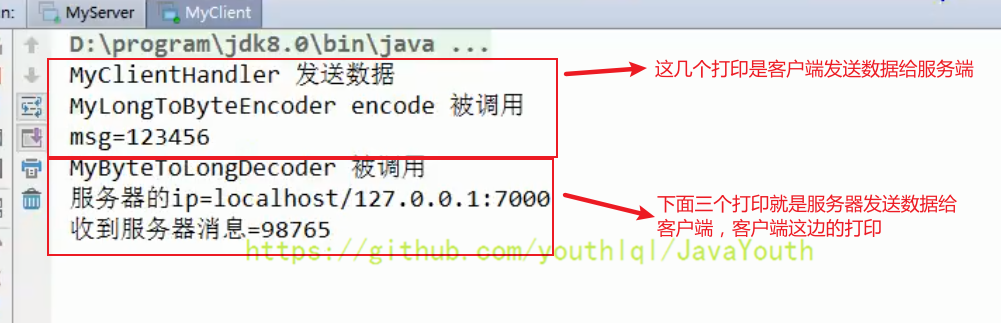 n:
MyServer
MyClient
D:\program\jdk8.0\bin\java ...
MyClientHandler 发送数据
这几个打印是客户端发送数据给服务端
MyLongToByteEncoder encode 被调用
msg=123456
MyByteToLongDecoder 被调用
服务器的ip=localhost/127.0.0.1:7000
下面三个打印就是服务器发送数据给
客户端，客户端这边的打印
收到服务器消息=98765
https://github.com/youthlql/JavaYouth